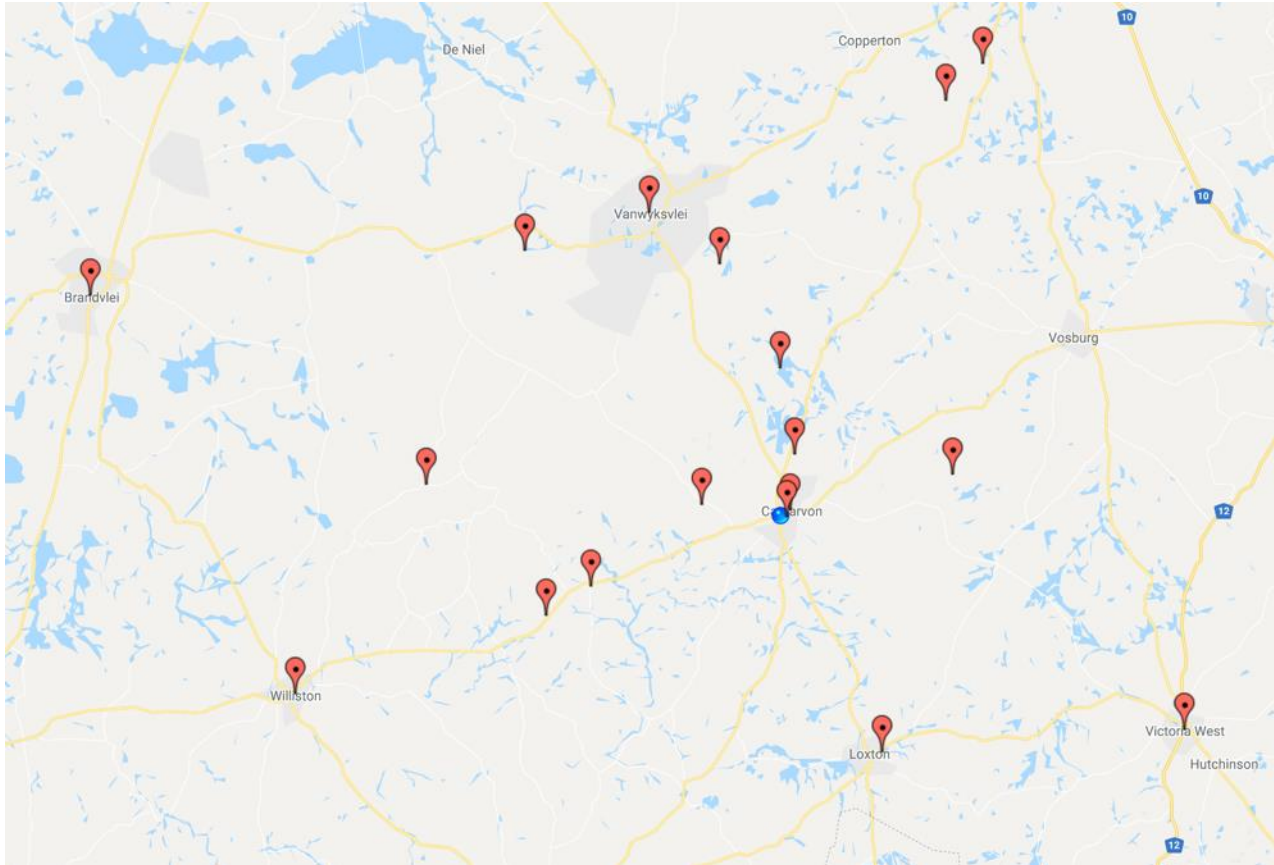 10
Copperton
De Niel
10
Vanwyksvlei
Brandvlei
Vosburg
12
Williston
Victoria West
Loxton
Hutchinson
12